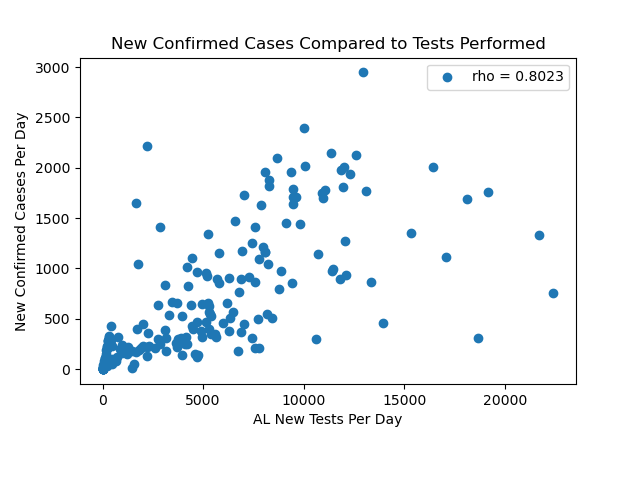 New Confirmed Cases Compared to Tests Performed
rho = 0.8023
New Confirmed Caeses Per Day
3000
2500
2000
1500
1000
500
0
0 5000 10000 15000 20000
AL New Tests Per Day